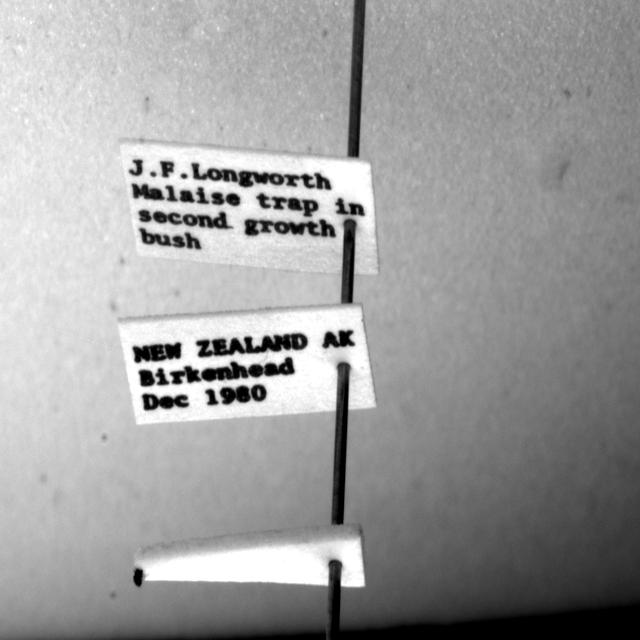 J.F.Longworth
Malaise trap in
second growth
bush
NEW ZEALAND AK
Birkenhead
Dec 1980